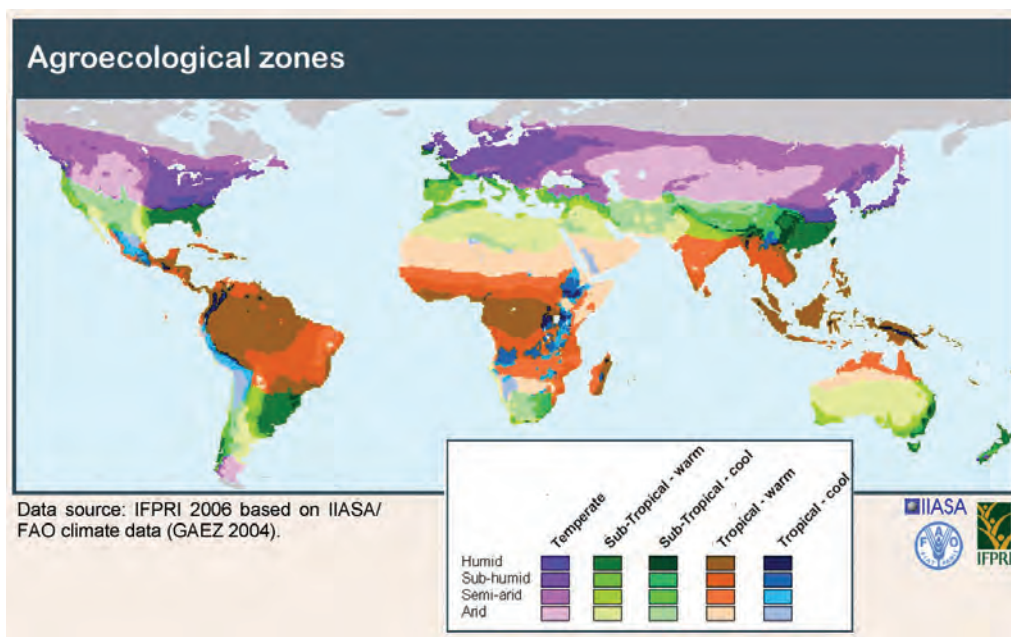 Agroecological zones
Temperate
Sub-Tropical - warm
Sub-Tropical - cool
Tropical - warm
Tropical - cool
Humid
Sub-humid
Semi-arid
Arid
Data source: IFPRI 2006 based on IIASA/
FAO climate data (GAEZ 2004).
IIASA
FAO
IFPRI